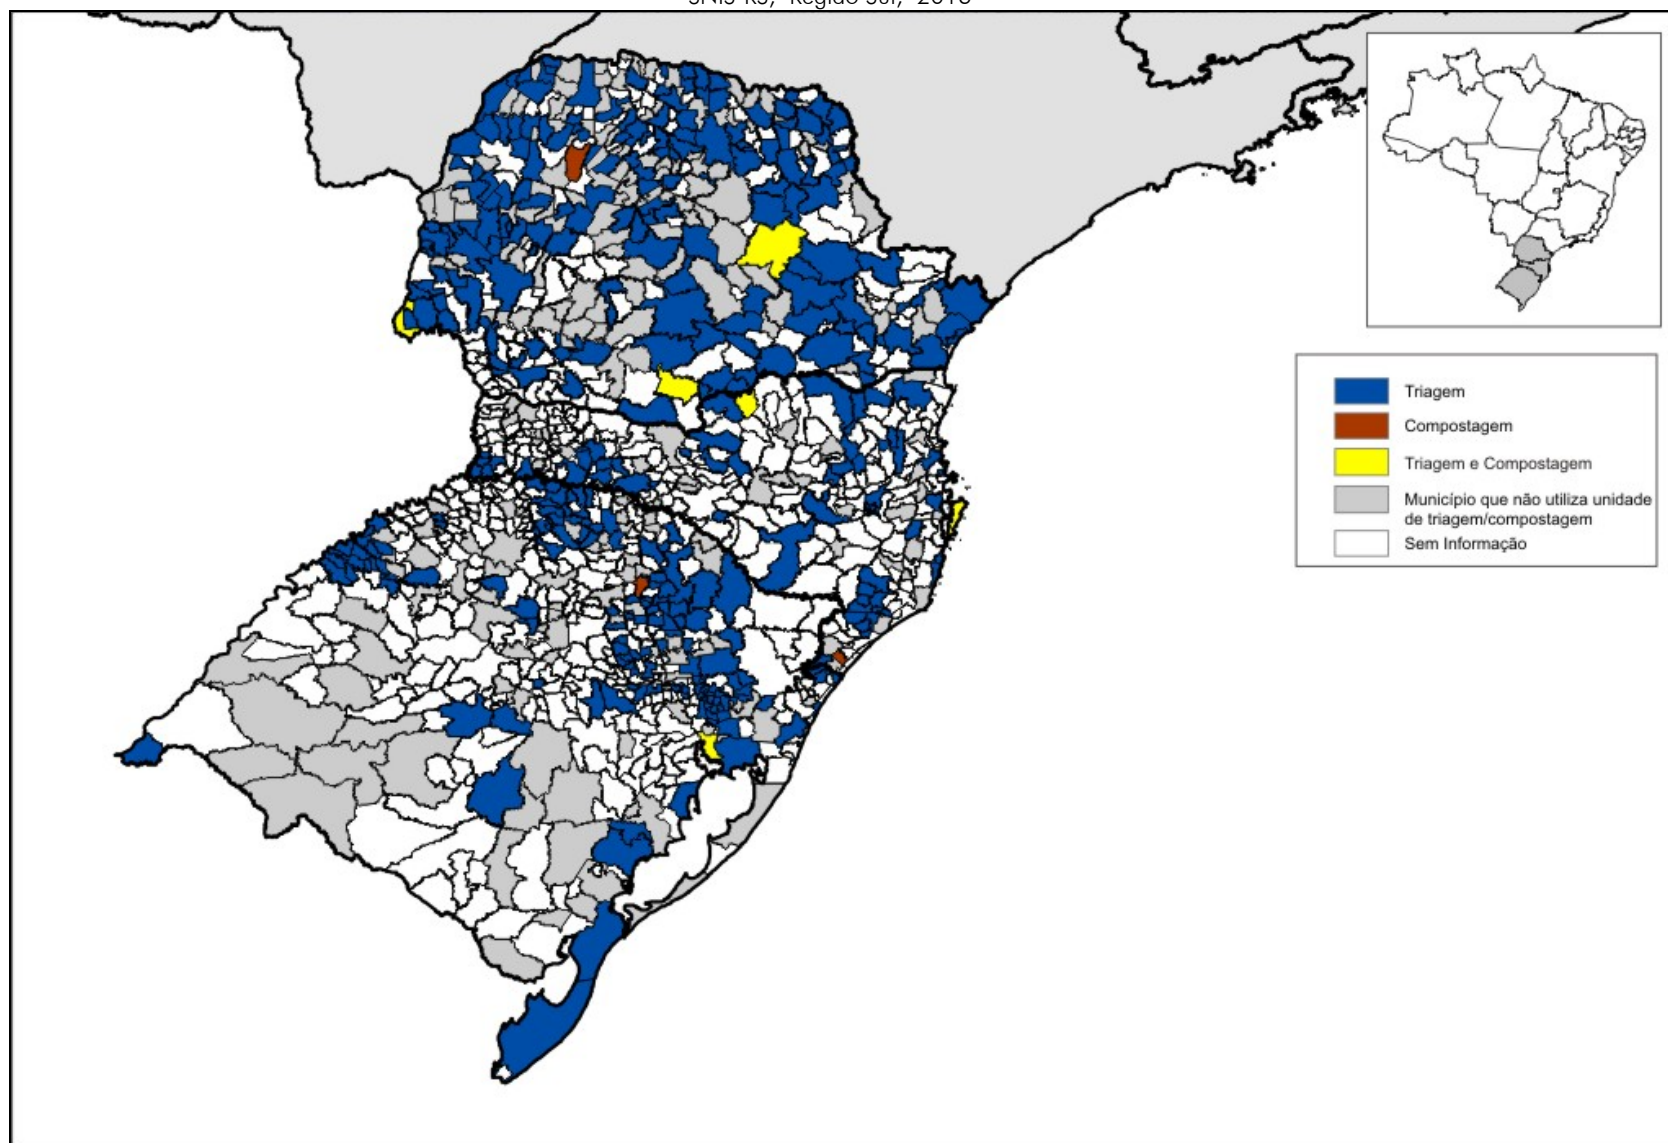 Triagem
Compostagem
Triagem e Compostagem
Município que não utiliza unidade
de triagem/compostagem
Sem Informação